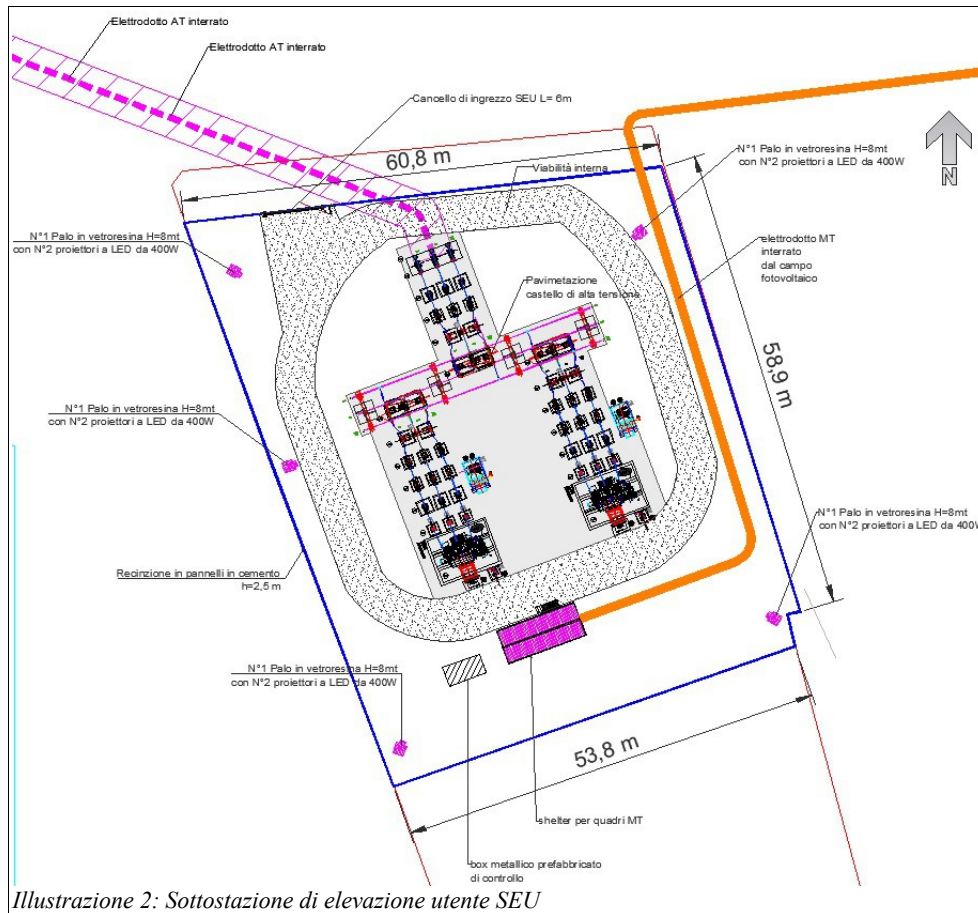 Elettrodotto AT interrato
Elettrodotto AT interrato
Cancello di ingrezzo SEU L= 6m
60,8 m
Viabilità interna
N°1 Palo in vetroresina H=8mt
con N°2 proiettori a LED da 400W
N
N°1 Palo in vetroresina H=8mt
con N°2 proiettori a LED da 400W
elettrodotto MT
interrato
dal campo
fotovoltaico
Pavimetazione
castello di alta tensione
58,9 m
N°1 Palo in vetroresina H=8mt
con N°2 proiettori a LED da 400W
N°1 Palo in vetroresina H=8mt
con N°2 proiettori a LED da 400W
Recinzione in pannelli in cemento
h=2,5 m
N°1 Palo in vetroresina H=8mt
con N°2 proiettori a LED da 400W
53,8 m
shelter per quadri MT
box metallico prefabbricato
di controllo
Illustrazione 2: Sottostazione di elevazione utente SEU